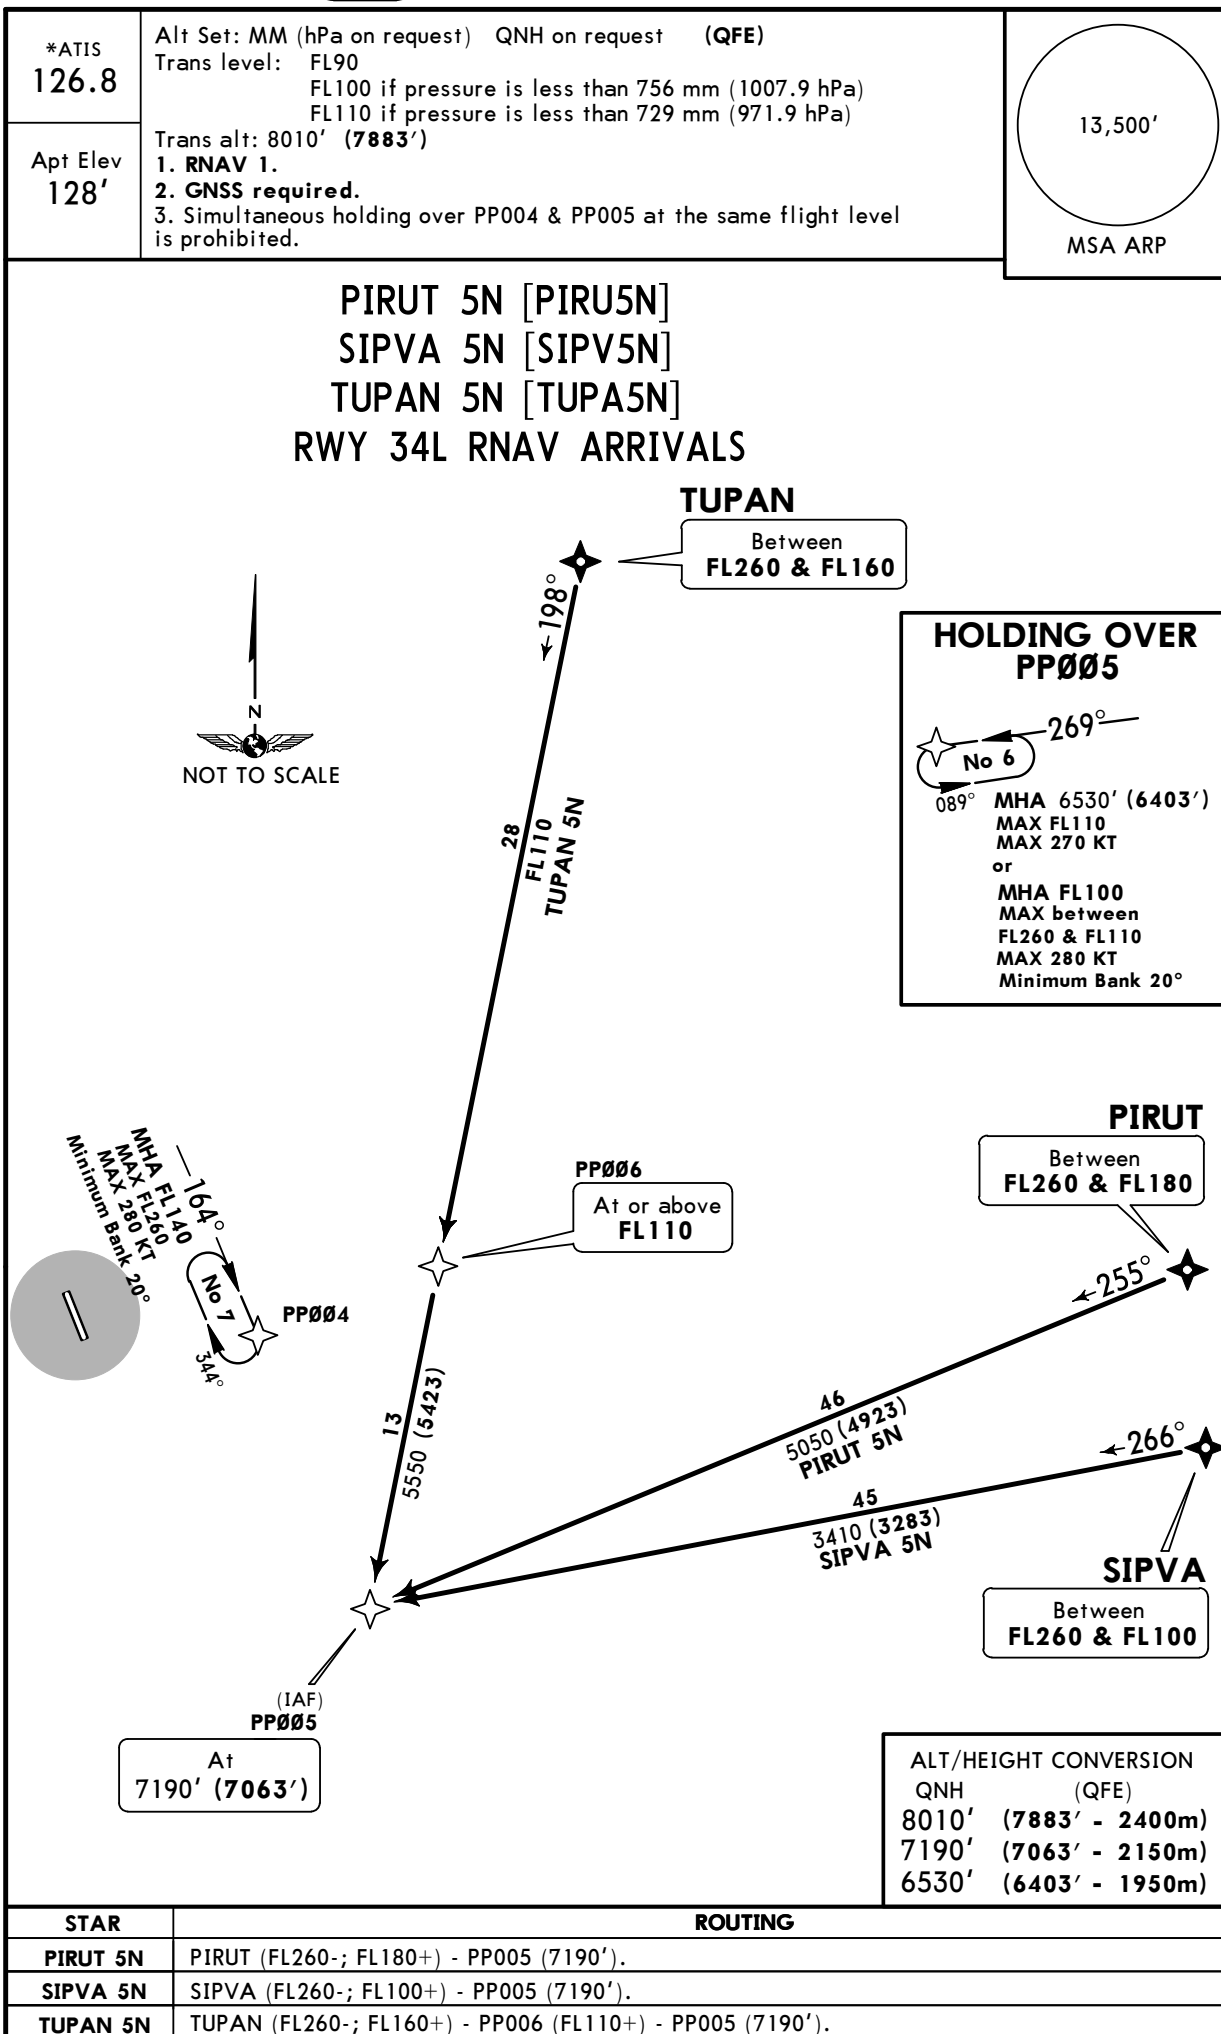 *ATIS
126.8
Apt Elev
128'
Alt Set: MM (hPa on request) QNH on request (QFE)
Trans level: FL90
FL100 if pressure is less than 756 mm (1007.9 hPa)
FL110 if pressure is less than 729 mm (971.9 hPa)
Trans alt: 8010' (7883')
1. RNAV 1.
2. GNSS required.
3. Simultaneous holding over PP004 & PP005 at the same flight level
is prohibited.
13,500'
MSA ARP
PIRUT 5N [PIRU5N]
SIPVA 5N [SIPV5N]
TUPAN 5N [TUPA5N]
RWY 34L RNAV ARRIVALS
TUPAN
Between
FL260 & FL160
198°
N
NOT TO SCALE
28
FL110
TUPAN 5N
HOLDING OVER
PPØØ5
269°
No 6
089°
MHA 6530' (6403')
MAX FL110
MAX 270 KT
or
MHA FL100
MAX between
FL260 & FL110
MAX 280 KT
Minimum Bank 20°
PIRUT
Between
FL260 & FL180
255°
PPØØ6
At or above
FL110
164°
MHA FL140
MAX FL260
MAX 280 KT
Minimum Bank 20°
No 7
344°
PPØØ4
13
5550 (5423)
46
5050 (4923)
PIRUT 5N
266°
45
3410 (3283)
SIPVA 5N
SIPVA
Between
FL260 & FL100
(IAF)
PPØØ5
At
7190' (7063')
ALT/HEIGHT CONVERSION
QNH (QFE)
8010' (7883' - 2400m)
7190' (7063' - 2150m)
6530' (6403' - 1950m)
STAR ROUTING
PIRUT 5N PIRUT (FL260-; FL180+) - PP005 (7190').
SIPVA 5N SIPVA (FL260-; FL100+) - PP005 (7190').
TUPAN 5N TUPAN (FL260-; FL160+) - PP006 (FL110+) - PP005 (7190').